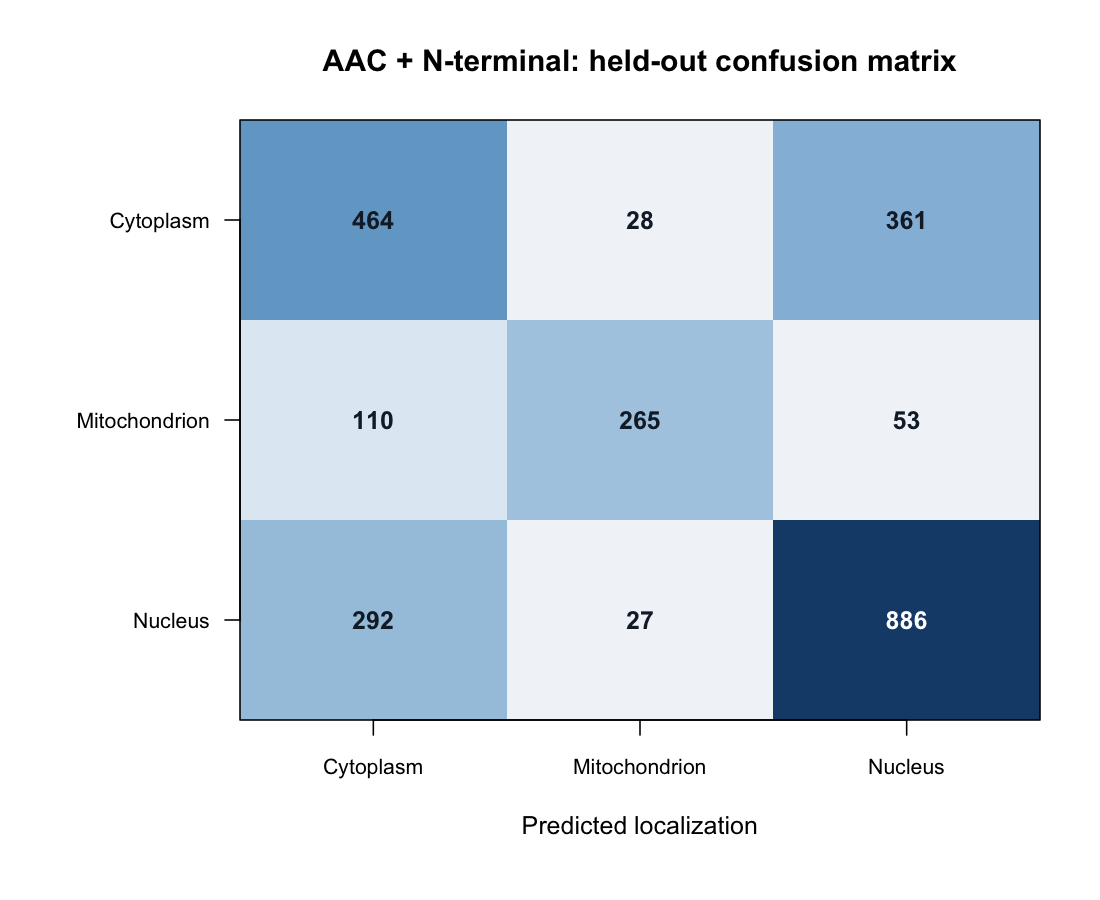 AAC + N-terminal: held-out confusion matrix
Cytoplasm 464 28 361
Mitochondrion 110 265 53
Nucleus 292 27 886
Cytoplasm Mitochondrion Nucleus
Predicted localization